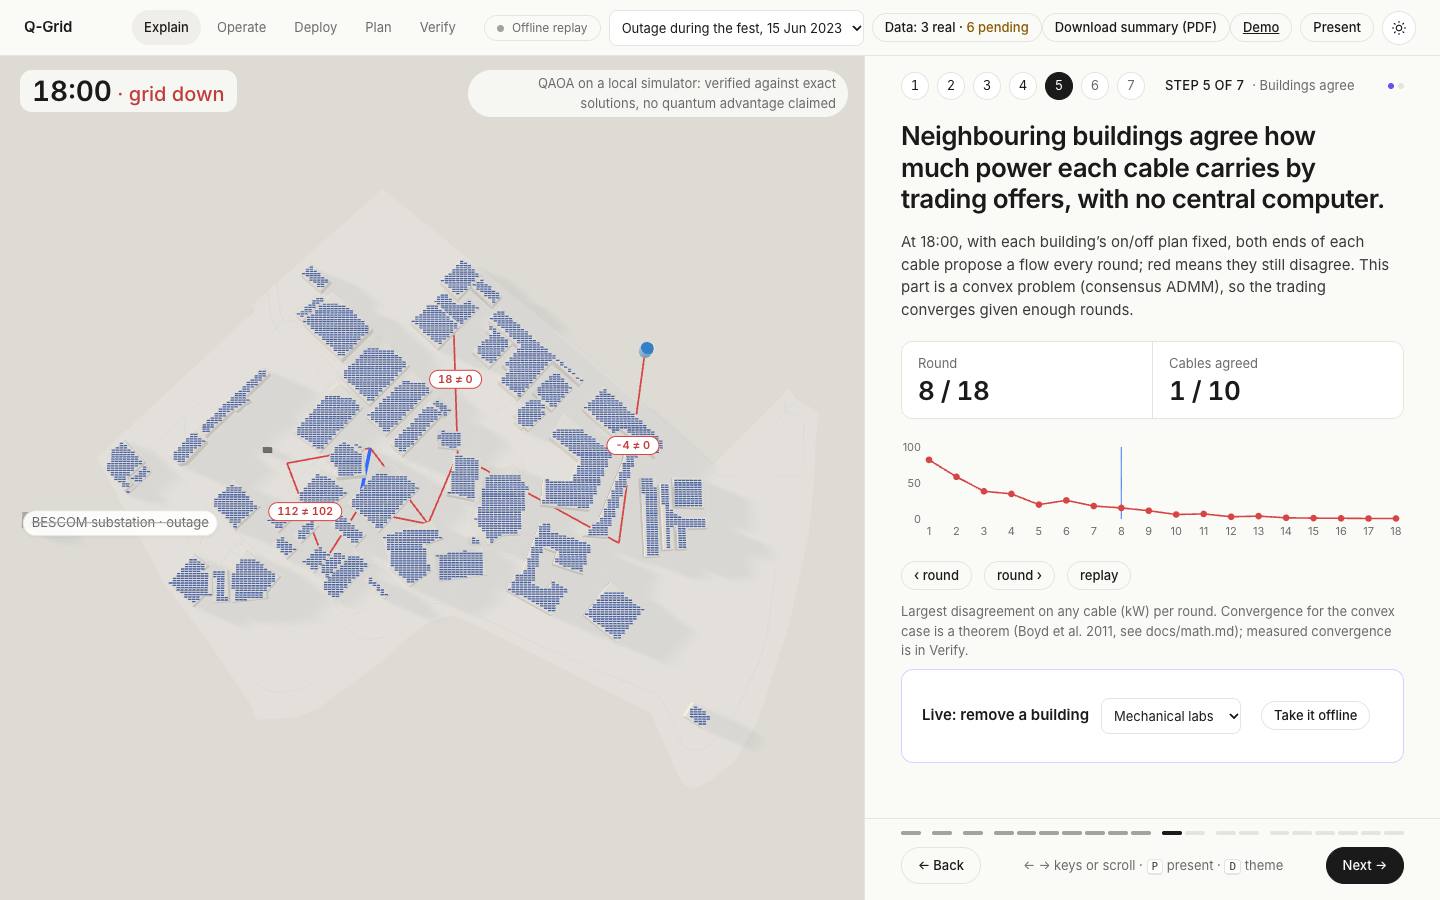 Q-Grid
Explain
Operate
Deploy
Plan
Verify
Offline replay
Outage during the fest, 15 Jun 2023
Data: 3 real · 6 pending
Download summary (PDF)
Demo
Present
18:00 · grid down
QAOA on a local simulator: verified against exact
solutions, no quantum advantage claimed
18 ≠ 0
-4 ≠ 0
112 ≠ 102
BESCOM substation · outage
1 2 3 4 5 6 7 STEP 5 OF 7 · Buildings agree
Neighbouring buildings agree how
much power each cable carries by
trading offers, with no central computer.
At 18:00, with each building’s on/off plan fixed, both ends of each
cable propose a flow every round; red means they still disagree. This
part is a convex problem (consensus ADMM), so the trading
converges given enough rounds.
Round
8 / 18
Cables agreed
1 / 10
100
50
0
1 2 3 4 5 6 7 8 9 10 11 12 13 14 15 16 17 18
‹ round
round ›
replay
Largest disagreement on any cable (kW) per round. Convergence for the convex
case is a theorem (Boyd et al. 2011, see docs/math.md); measured convergence
is in Verify.
Live: remove a building
Mechanical labs
Take it offline
← Back
← → keys or scroll · P present · D theme
Next →